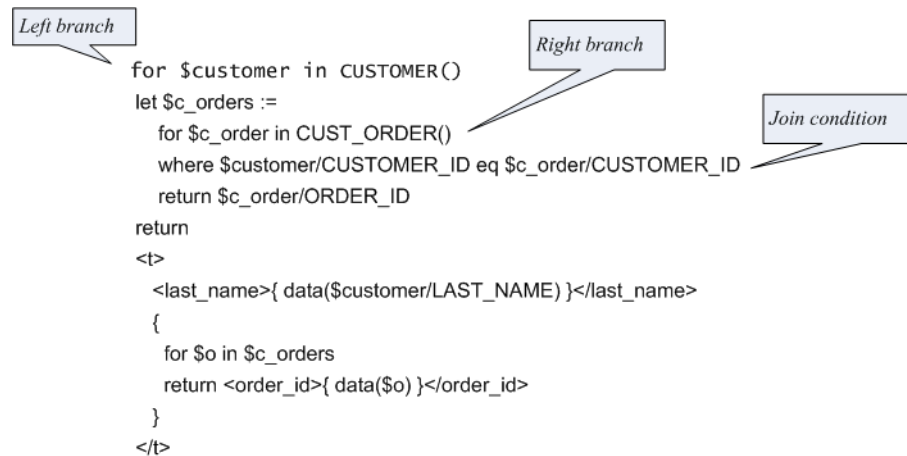 Left branch
Right branch
for $customer in CUSTOMER()
let $c_orders :=
for $c_order in CUST_ORDER()
Join condition
where $customer/CUSTOMER_ID eq $c_order/CUSTOMER_ID
return $c_order/ORDER_ID
return
<t>
<last_name>{ data($customer/LAST_NAME) }</last_name>
{
for $o in $c_orders
return <order_id>{ data($o) }</order_id>
}
</t>